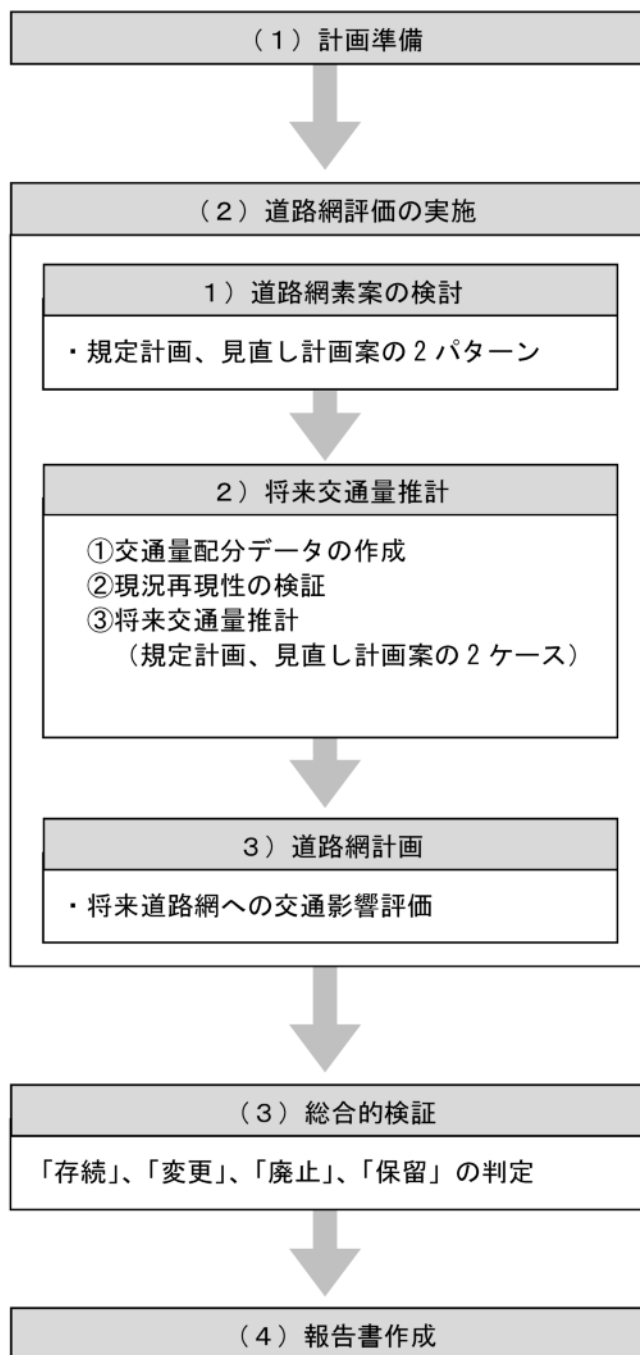 （１）計画準備
（２）道路網評価の実施
１）道路網素案の検討
・規定計画、見直し計画案の２パターン
２）将来交通量推計
①交通量配分データの作成
②現況再現性の検証
③将来交通量推計
（規定計画、見直し計画案の２ケース）
３）道路網計画
・将来道路網への交通影響評価
（３）総合的検証
「存続」、「変更」、「廃止」、「保留」の判定
（４）報告書作成